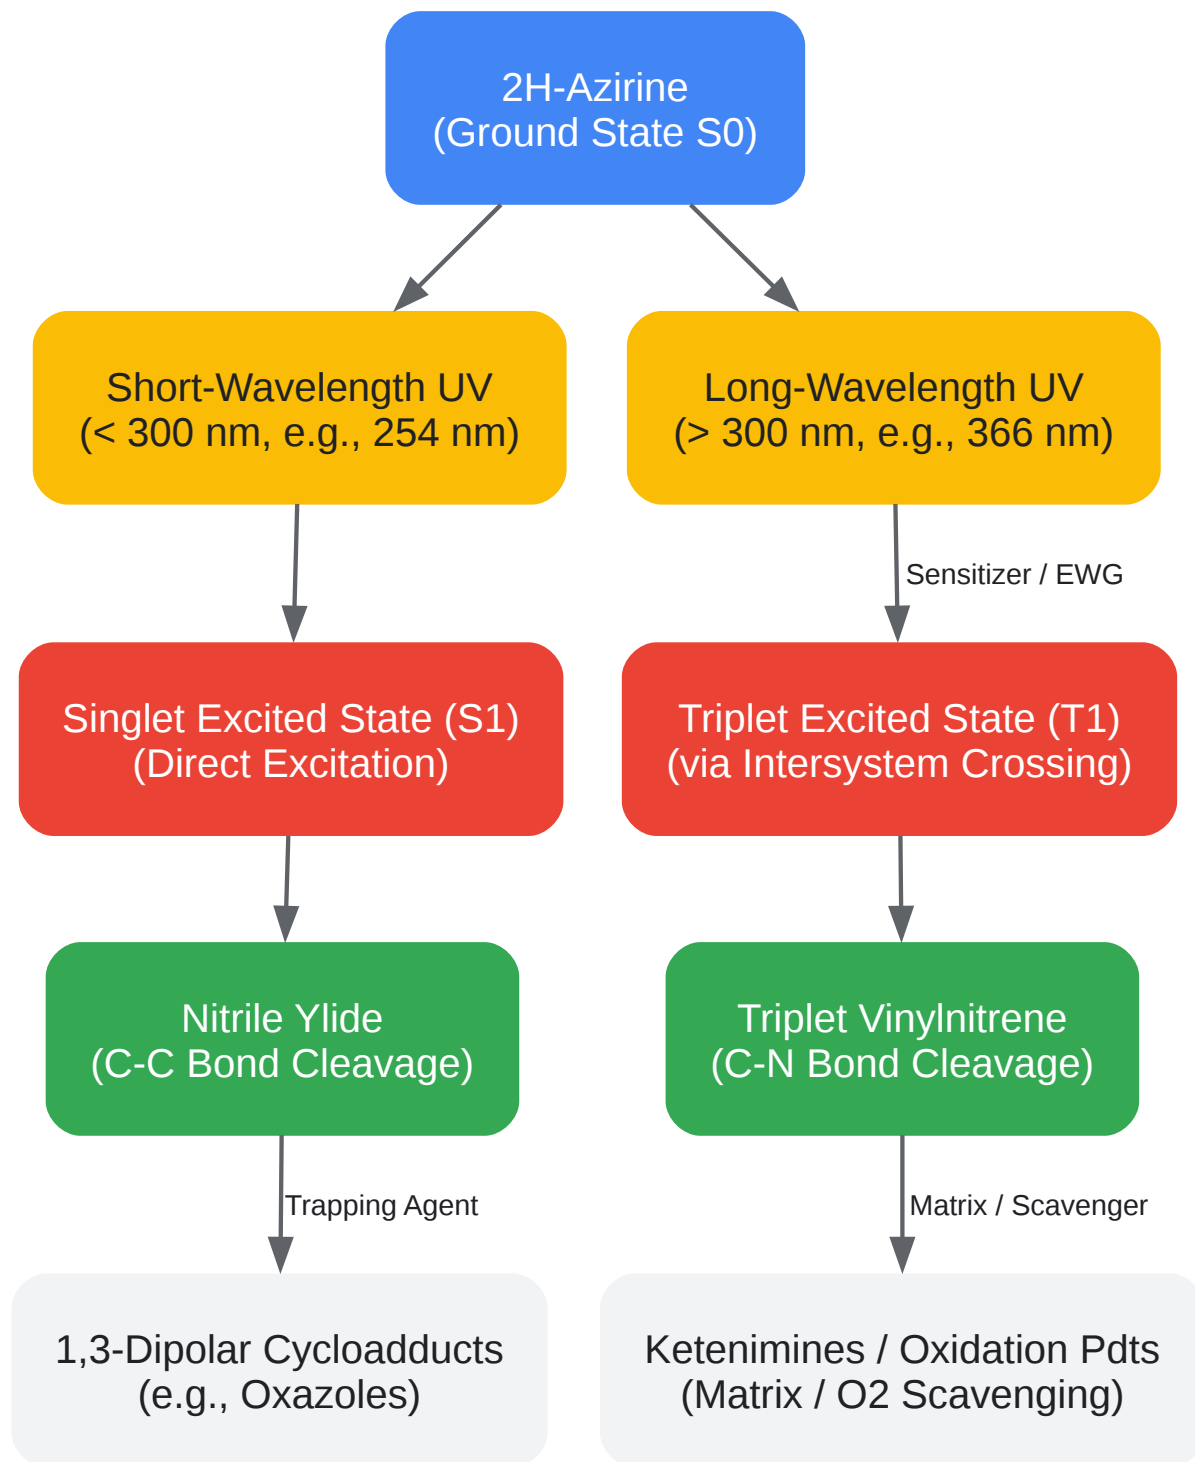 2H-Azirine
(Ground State S0)
Short-Wavelength UV
(< 300 nm, e.g., 254 nm)
Long-Wavelength UV
(> 300 nm, e.g., 366 nm)
Sensitizer / EWG
Singlet Excited State (S1)
(Direct Excitation)
Triplet Excited State (T1)
(via Intersystem Crossing)
Nitrile Ylide
(C-C Bond Cleavage)
Triplet Vinylnitrene
(C-N Bond Cleavage)
Trapping Agent
Matrix / Scavenger
1,3-Dipolar Cycloadducts
(e.g., Oxazoles)
Ketenimines / Oxidation Pdts
(Matrix / O2 Scavenging)